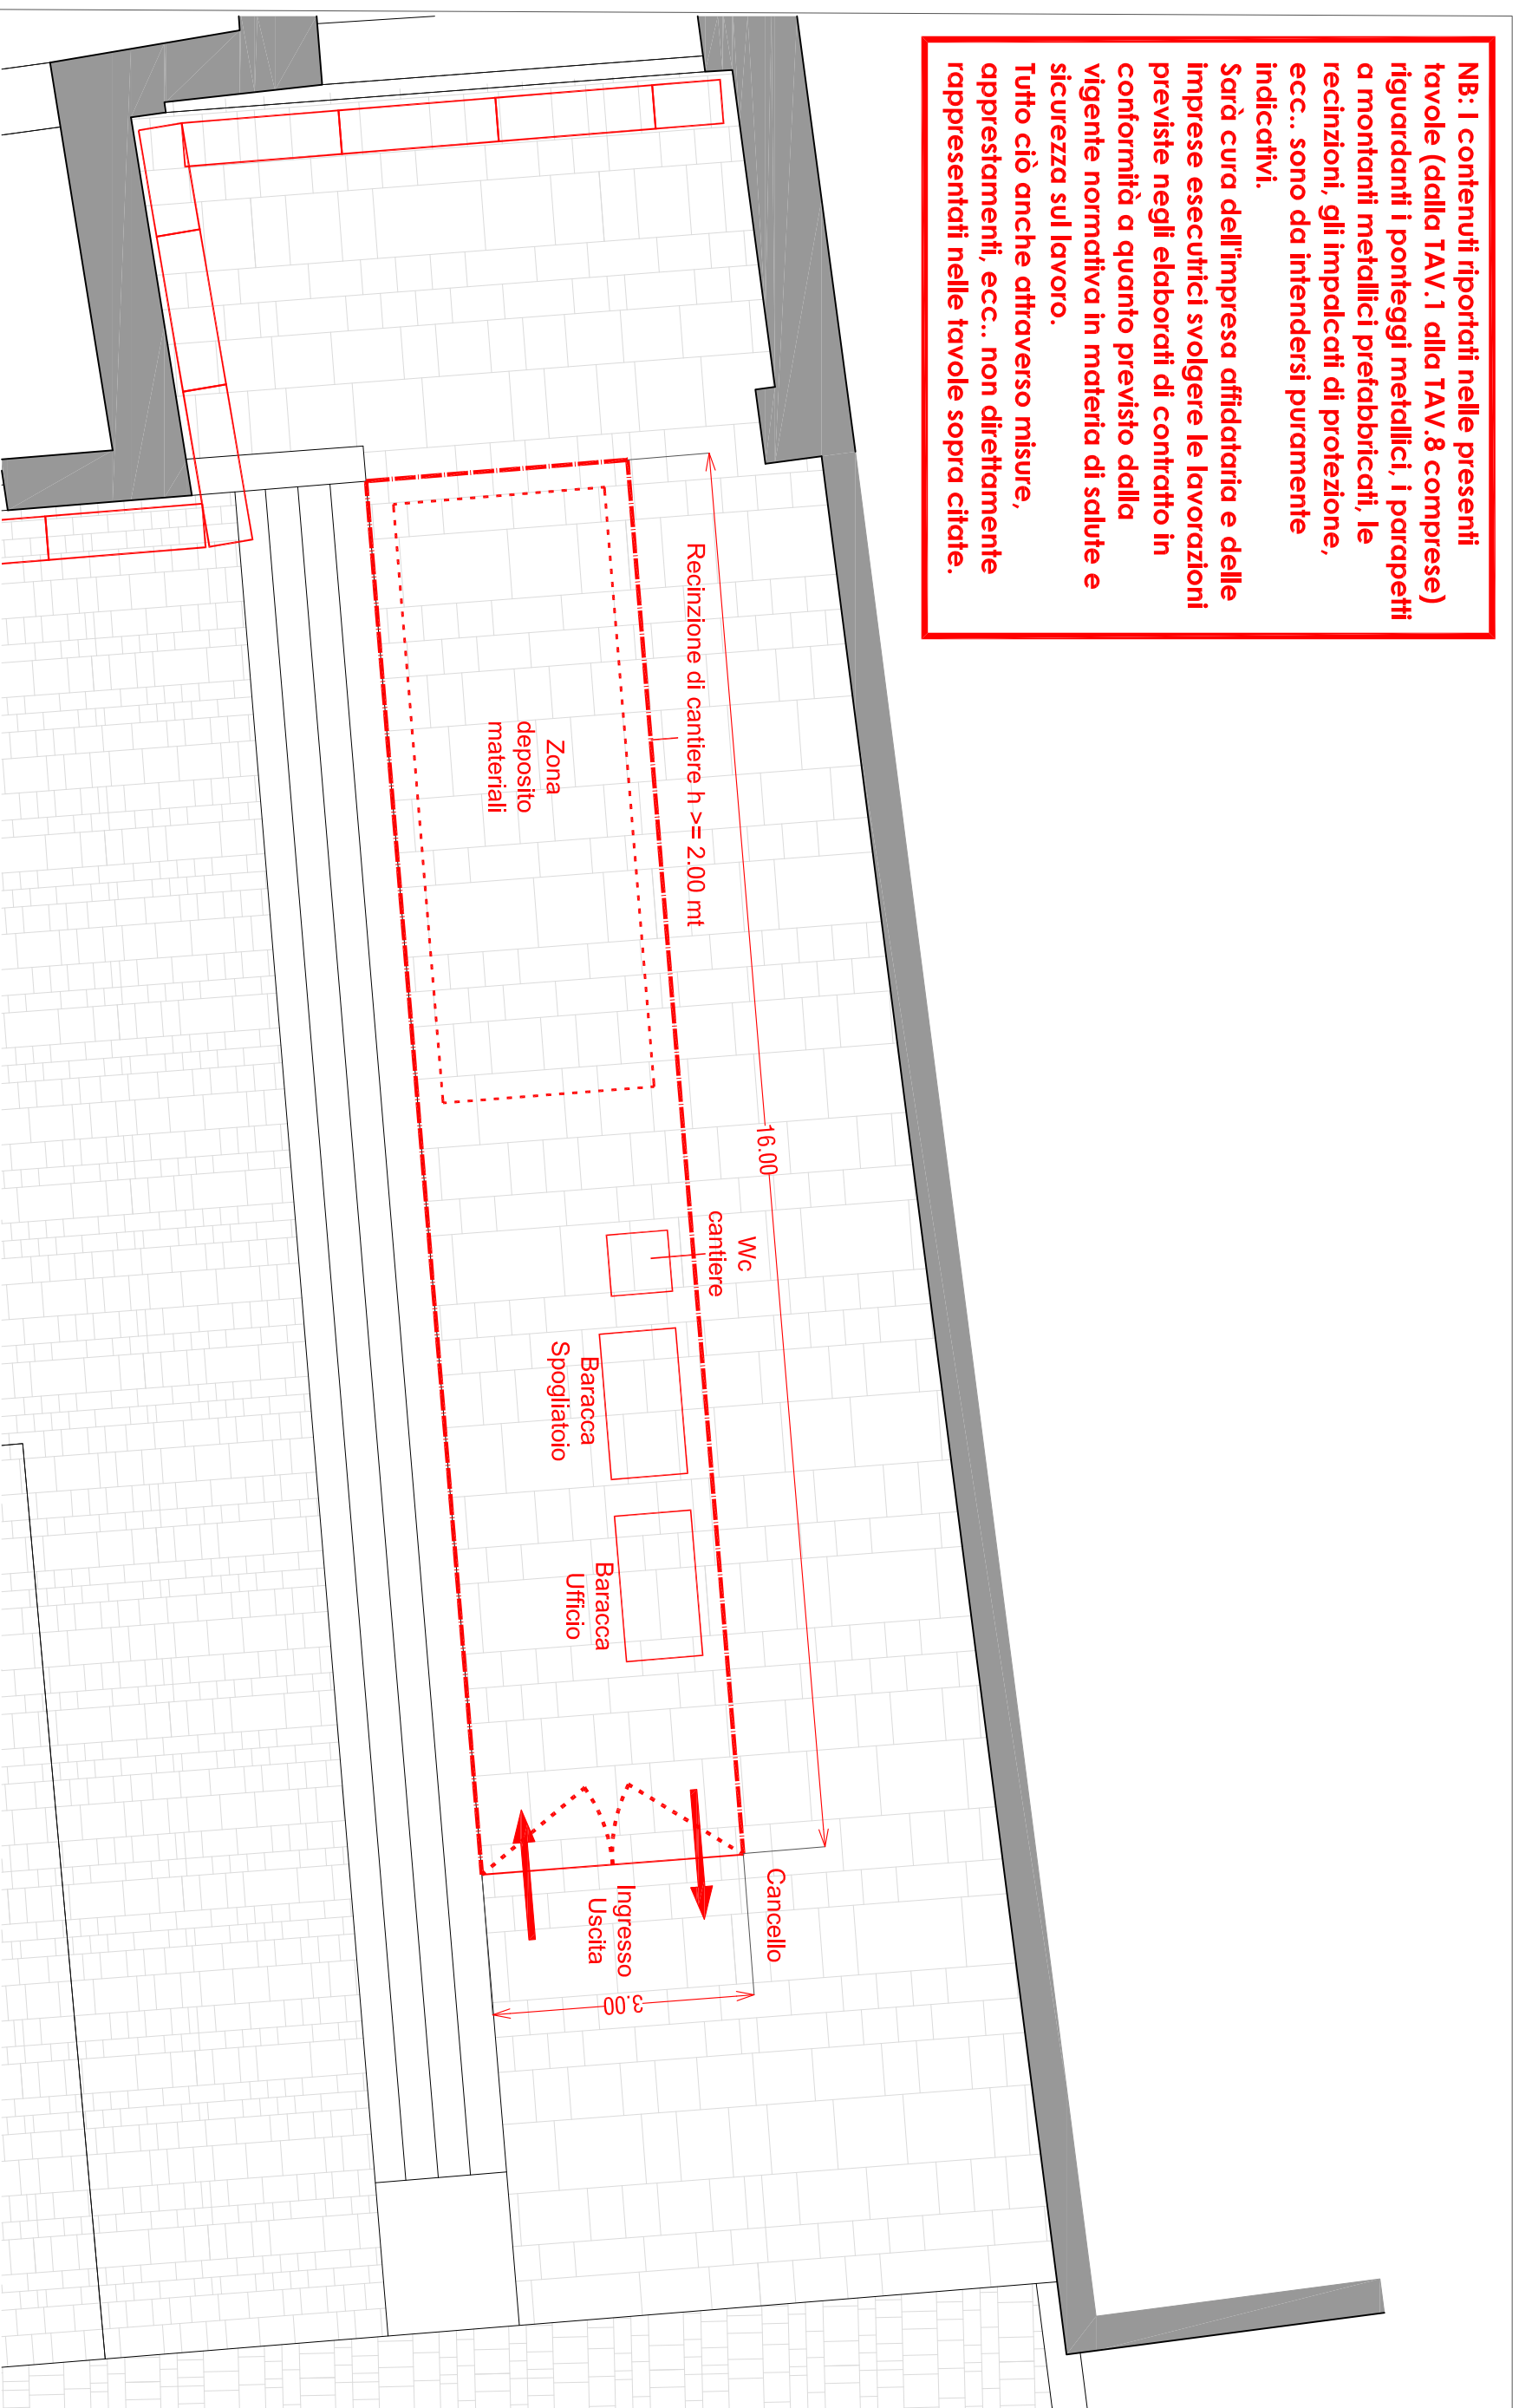 NB: I contenuti riportati nelle presenti
tavole (dalla TAV.1 alla TAV.8 comprese)
riguardanti i ponteggi metallici, i parapetti
a montanti metallici prefabbricati, le
recinzioni, gli impalcati di protezione,
ecc.. sono da intendersi puramente
indicativi.
Sarà cura dell'impresa affidataria e delle
imprese esecutrici svolgere le lavorazioni
previste negli elaborati di contratto in
conformità a quanto previsto dalla
vigente normativa in materia di salute e
sicurezza sul lavoro.
Tutto ciò anche attraverso misure,
apprestamenti, ecc.. non direttamente
rappresentati nelle tavole sopra citate.
Recinzione di cantiere h >= 2.00 mt
Zona
deposito
materiali
16.00
Wc
cantiere
Baracca
Spogliatoio
Baracca
Ufficio
Cancello
Ingresso
Uscita
3.00